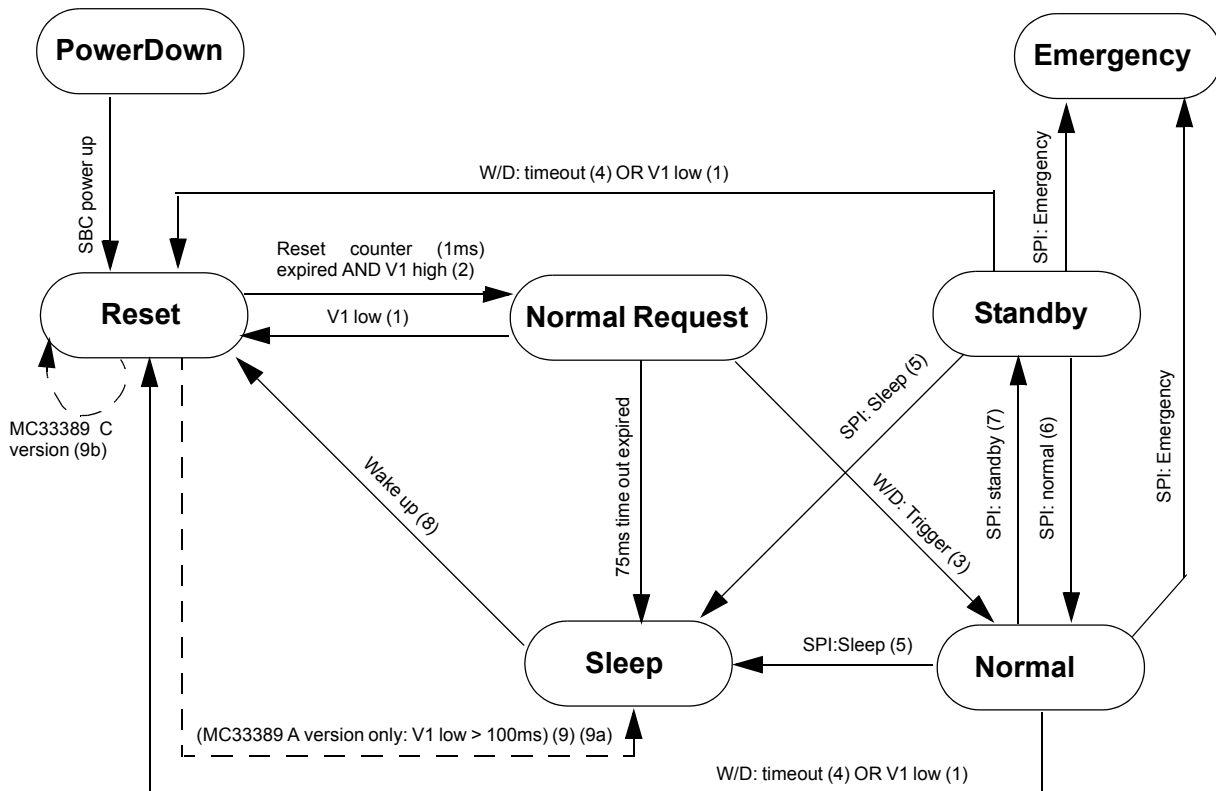 PowerDown
Emergency
SBC power up
W/D: timeout (4) OR V1 low (1)
SPI: Emergency
Reset counter (1ms)
expired AND V1 high (2)
Reset
V1 low (1)
Normal Request
Standby
MC33389 C
version (9b)
Wake up (8)
75ms time out expired
SPI: Sleep (5)
W/D: Trigger (3)
SPI: standby (7)
SPI: normal (6)
SPI: Emergency
Sleep
SPI:Sleep (5)
Normal
(MC33389 A version only: V1 low > 100ms) (9) (9a)
W/D: timeout (4) OR V1 low (1)